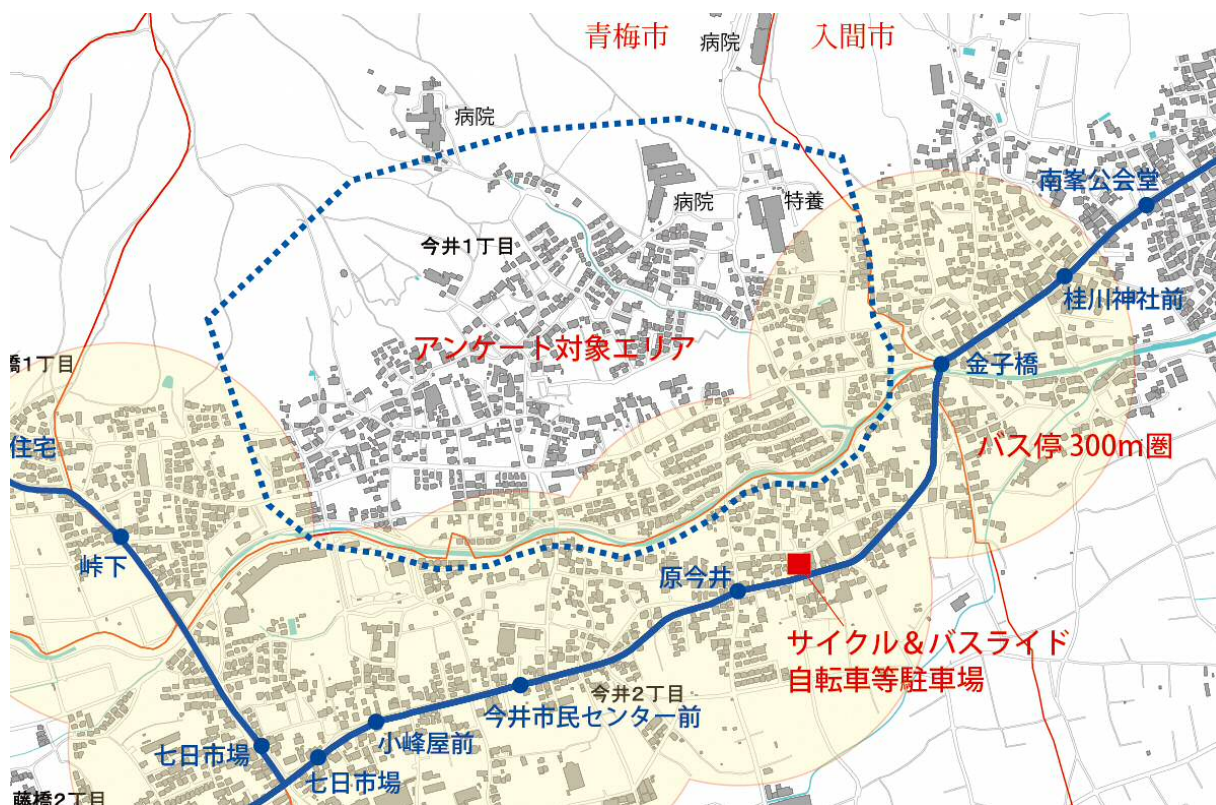 青梅市
入間市
病院
病院
南峯公会堂
病院
特養
今井1丁目
桂川神社前
アンケート対象エリア
金子橋
橋1丁目
バス停300m圏
住宅
峠下
原今井
サイクル＆バスライド
自転車等駐車場
今井2丁目
今井市民センター前
小峰屋前
七日市場
七日市場
藤橋2丁目